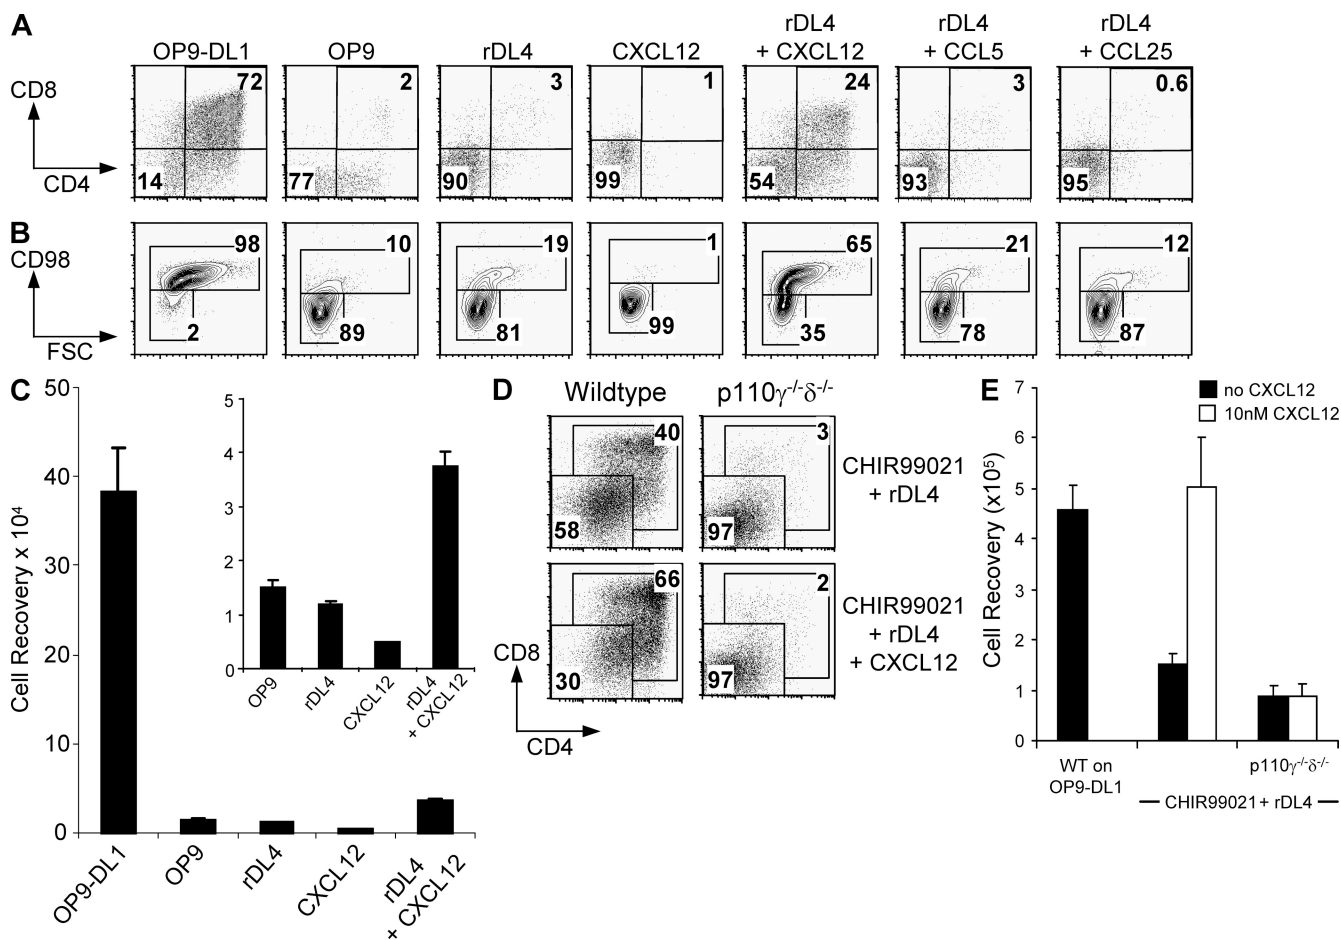 A
OP9-DL1
OP9
rDL4
CXCL12
rDL4
+ CXCL12
rDL4
+ CCL5
rDL4
+ CCL25
CD8
CD4
72
14
2
77
3
90
1
99
24
54
3
93
0.6
95
B
CD98
FSC
98
2
10
89
19
81
1
99
65
35
21
78
12
87
C
Cell Recovery x 10⁴
50
40
30
20
10
0
OP9-DL1
OP9
rDL4
CXCL12
rDL4
+ CXCL12
5
4
3
2
1
0
OP9
rDL4
CXCL12
rDL4
+ CXCL12
D
Wildtype
p110γ⁻/⁻δ⁻/⁻
40
58
3
97
CHIR99021
+ rDL4
66
30
2
97
CHIR99021
+ rDL4
+ CXCL12
CD8
CD4
E
no CXCL12
10nM CXCL12
Cell Recovery (x10⁵)
7
6
5
4
3
2
1
0
WT on
OP9-DL1
p110γ⁻/⁻δ⁻/⁻
CHIR99021 + rDL4